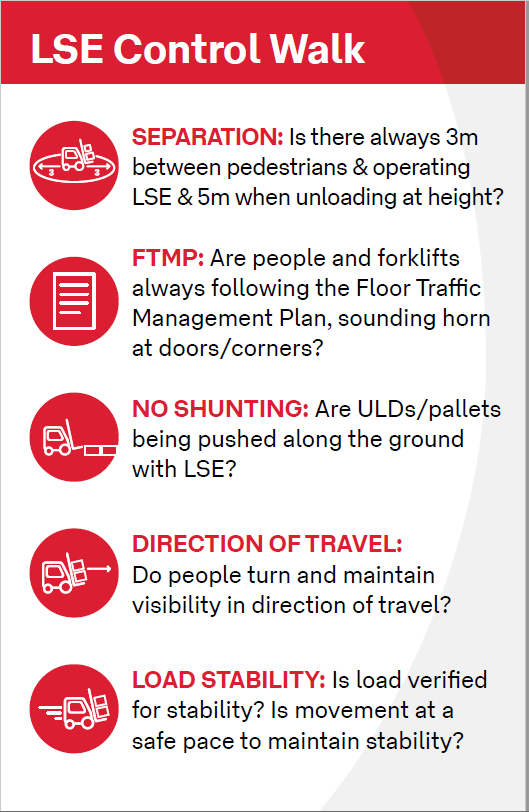 LSE Control Walk
3 3
SEPARATION: Is there always 3m
between pedestrians & operating
LSE & 5m when unloading at height?
FTMP: Are people and forklifts
always following the Floor Traffic
Management Plan, sounding horn
at doors/corners?
NO SHUNTING: Are ULDs/pallets
being pushed along the ground
with LSE?
DIRECTION OF TRAVEL:
Do people turn and maintain
visibility in direction of travel?
LOAD STABILITY: Is load verified
for stability? Is movement at a
safe pace to maintain stability?